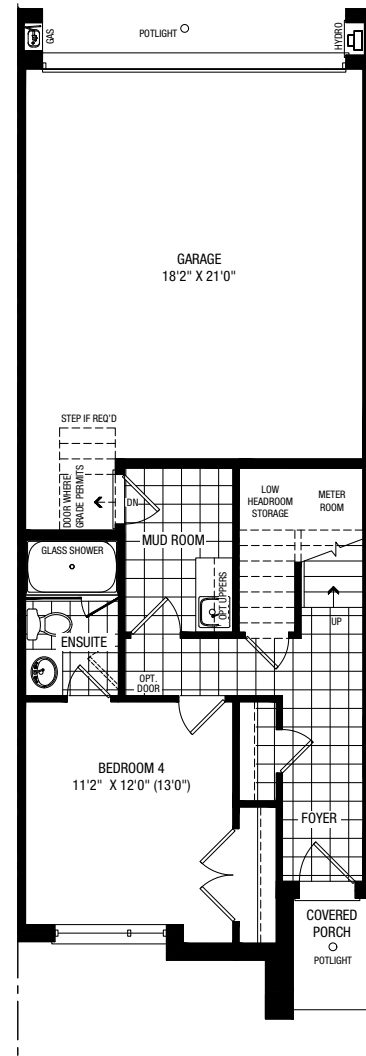 GAS
POTLIGHT
HYDRO
GARAGE
18'2" X 21'0"
STEP IF REQ'D
DOOR WHERE
GRADE PERMITS
DN
LOW
HEADROOM
STORAGE
METER
ROOM
MUD ROOM
GLASS SHOWER
OPT UPPERS
UP
ENSUITE
OPT.
DOOR
BEDROOM 4
11'2" X 12'0" (13'0")
FOYER
COVERED
PORCH
POTLIGHT